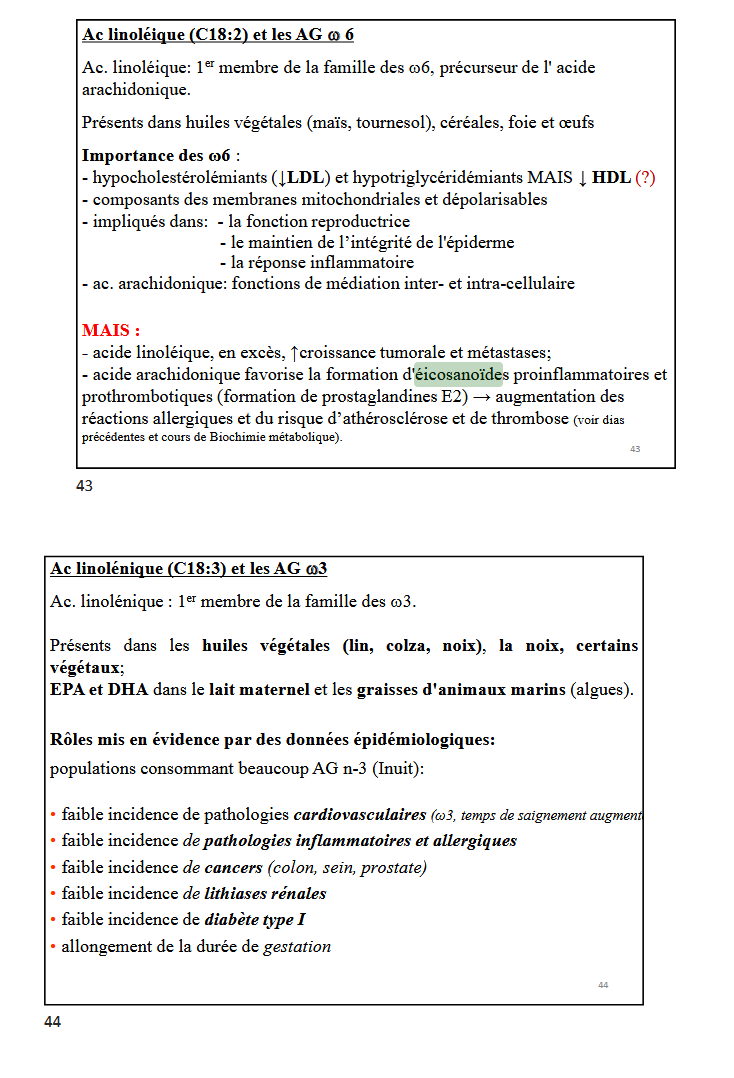 Ac linoléique (C18:2) et les AG ω 6
Ac. linoléique: 1er membre de la famille des ω6, précurseur de l' acide
arachidonique.
Présents dans huiles végétales (maïs, tournesol), céréales, foie et œufs
Importance des ω6 :
- hypocholestérolémiants (↓LDL) et hypotriglycéridémiants MAIS ↓ HDL (?)
- composants des membranes mitochondriales et dépolarisables
- impliqués dans: - la fonction reproductrice
- le maintien de l’intégrité de l'épiderme
- la réponse inflammatoire
- ac. arachidonique: fonctions de médiation inter- et intra-cellulaire
MAIS :
- acide linoléique, en excès, ↑croissance tumorale et métastases;
- acide arachidonique favorise la formation d'éicosanoïdes proinflammatoires et
prothrombotiques (formation de prostaglandines E2) → augmentation des
réactions allergiques et du risque d’athérosclérose et de thrombose (voir dias
précédentes et cours de Biochimie métabolique).
43
43
Ac linolénique (C18:3) et les AG ω3
Ac. linolénique : 1er membre de la famille des ω3.
Présents dans les huiles végétales (lin, colza, noix), la noix, certains
végétaux;
EPA et DHA dans le lait maternel et les graisses d'animaux marins (algues).
Rôles mis en évidence par des données épidémiologiques:
populations consommant beaucoup AG n-3 (Inuit):
• faible incidence de pathologies cardiovasculaires (ω3, temps de saignement augment
• faible incidence de pathologies inflammatoires et allergiques
• faible incidence de cancers (colon, sein, prostate)
• faible incidence de lithiases rénales
• faible incidence de diabète type I
• allongement de la durée de gestation
44
44